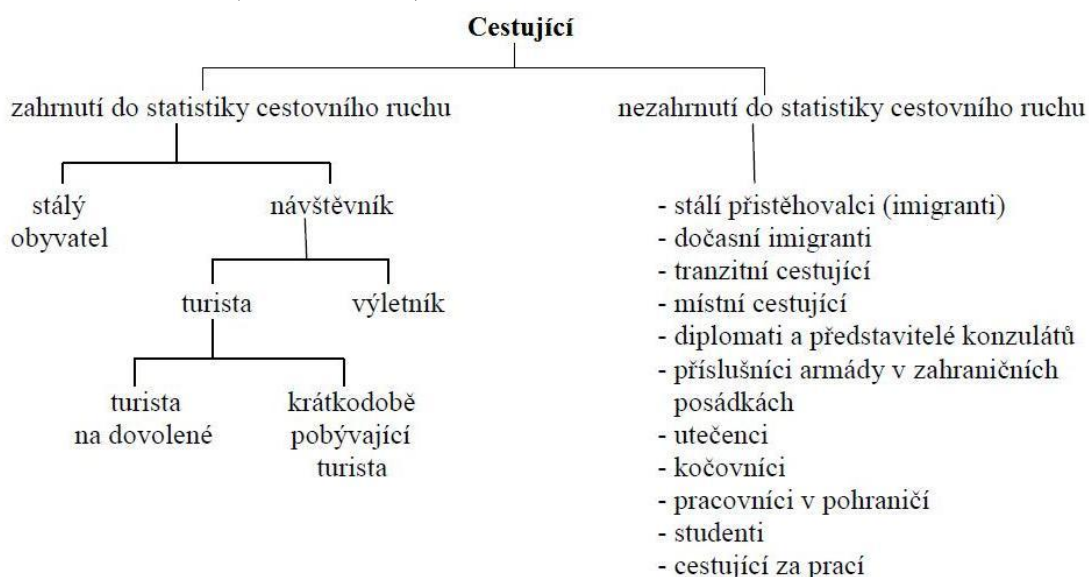 Cestující
zahrnutí do statistiky cestovního ruchu
nezahrnutí do statistiky cestovního ruchu
stálý
obyvatel
návštěvník
turista
výletník
turista
na dovolené
krátkodobě
pobývající
turista
- stálí přistěhovalci (imigranti)
- dočasní imigranti
- tranzitní cestující
- místní cestující
- diplomati a představitelé konzulátů
- příslušníci armády v zahraničních
posádkách
- utečenci
- kočovníci
- pracovníci v pohraničí
- studenti
- cestující za prací